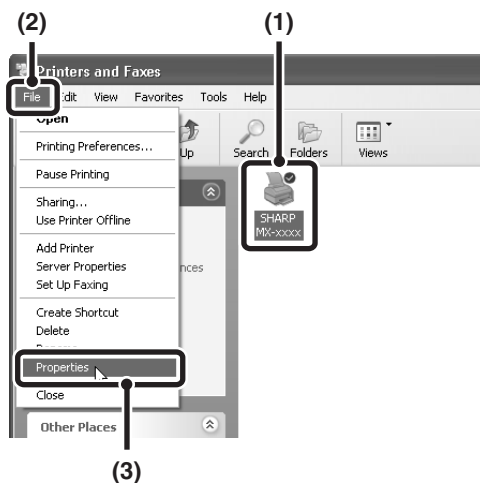 (2) (1)
Printers and Faxes
File Edit View Favorites Tools Help
Open
Printing Preferences...
Up Search Folders Views
Pause Printing
Sharing...
Use Printer Offline
SHARP
MX-xxxx
Add Printer
Server Properties
Set Up Faxing
Create Shortcut
Delete
Properties
Close
Other Places
(3)